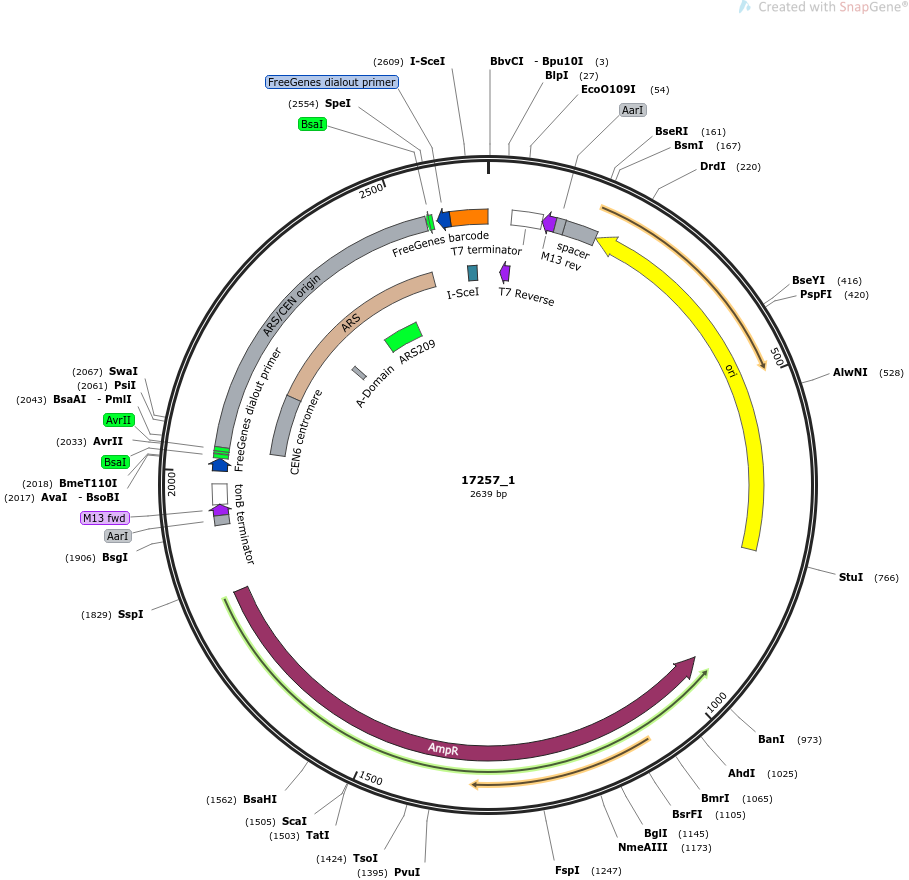 Created with SnapGene®
(2609) I-SceI
BbvCI - Bpu10I (3)
BlpI (27)
FreeGenes dialout primer
EcoO109I (54)
(2554) SpeI
AarI
BsaI
BseRI (161)
BsmI (167)
DrdI (220)
2500
FreeGenes barcode
T7 terminator
spacer
M13 rev
I-SceI
T7 Reverse
BseYI (416)
PspFI (420)
ARS/CEN origin
ARS
ARS209
500
ori
A-Domain
AlwNI (528)
(2067) SwaI
(2061) PsiI
(2043) BsaAI - PmlI
AvrII
(2033) AvrII
BsaI
FreeGenes dialout primer
CEN6 centromere
(2018) BmeT110I
(2017) AvaI - BsoBI
2000
17257_1
2639 bp
M13 fwd
AarI
tonB terminator
(1906) BsgI
StuI (766)
(1829) SspI
1000
BanI (973)
AmpR
AhdI (1025)
1500
(1562) BsaHI
BmrI (1065)
(1505) ScaI
BsrFI (1105)
(1503) TatI
BglI (1145)
NmeAIII (1173)
(1424) TsoI
(1395) PvuI
FspI (1247)